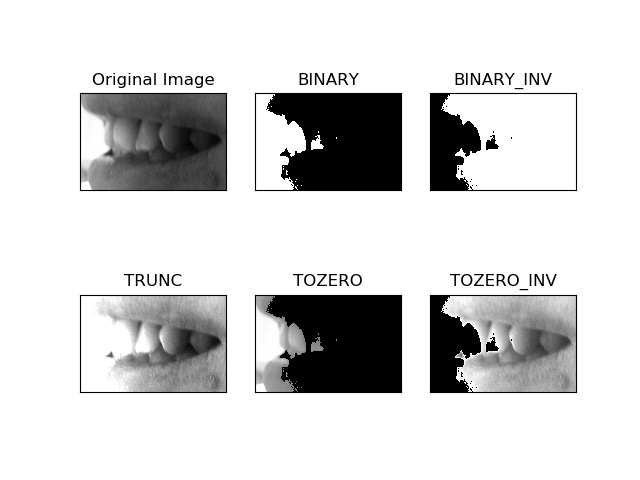 Original Image
BINARY
BINARY_INV
TRUNC
TOZERO
TOZERO_INV